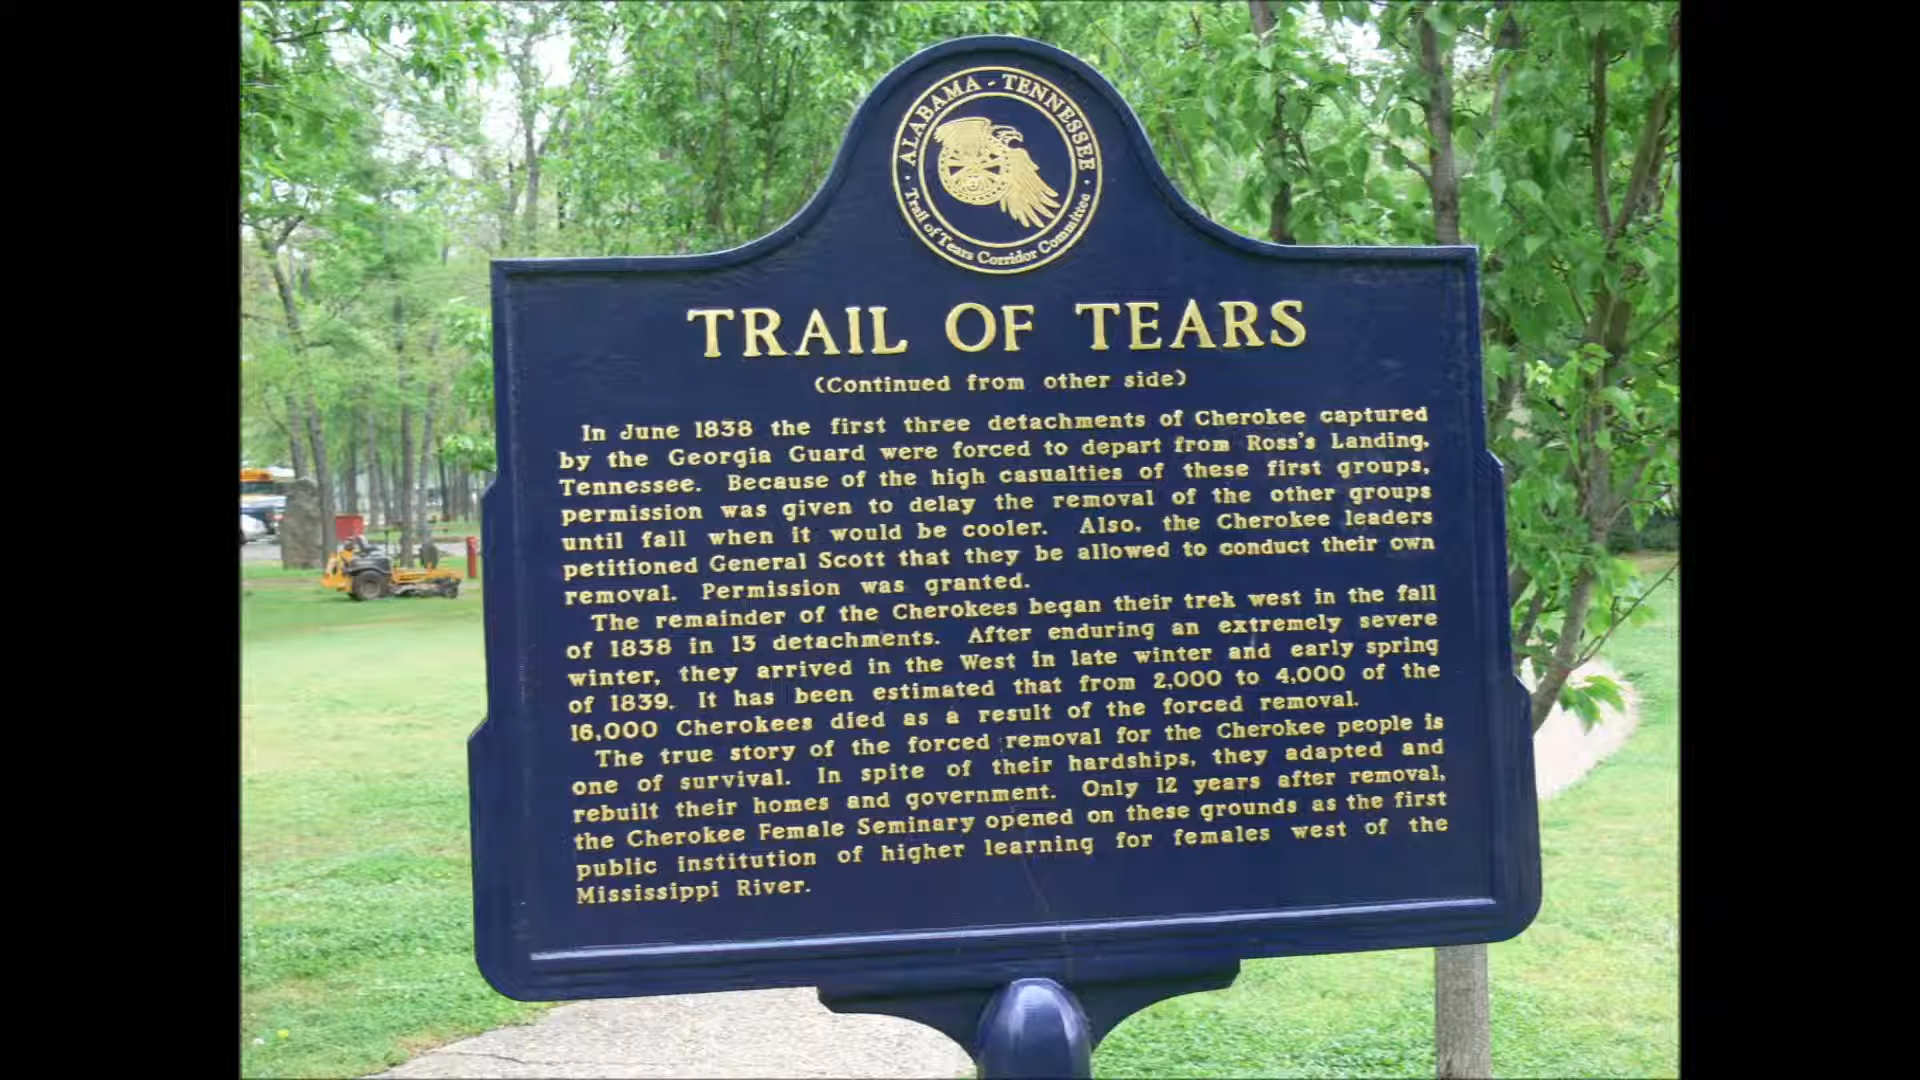 ALABAMA - TENNESSEE
Trail of Tears Corridor Committee
TRAIL OF TEARS
(Continued from other side)
In June 1838 the first three detachments of Cherokee captured
by the Georgia Guard were forced to depart from Ross's Landing,
Tennessee. Because of the high casualties of these first groups,
permission was given to delay the removal of the other groups
until fall when it would be cooler. Also, the Cherokee leaders
petitioned General Scott that they be allowed to conduct their own
removal. Permission was granted.
The remainder of the Cherokees began their trek west in the fall
of 1838 in 13 detachments. After enduring an extremely severe
winter, they arrived in the West in late winter and early spring
of 1839. It has been estimated that from 2,000 to 4,000 of the
16,000 Cherokees died as a result of the forced removal.
The true story of the forced removal for the Cherokee people is
one of survival. In spite of their hardships, they adapted and
rebuilt their homes and government. Only 12 years after removal,
the Cherokee Female Seminary opened on these grounds as the first
public institution of higher learning for females west of the
Mississippi River.